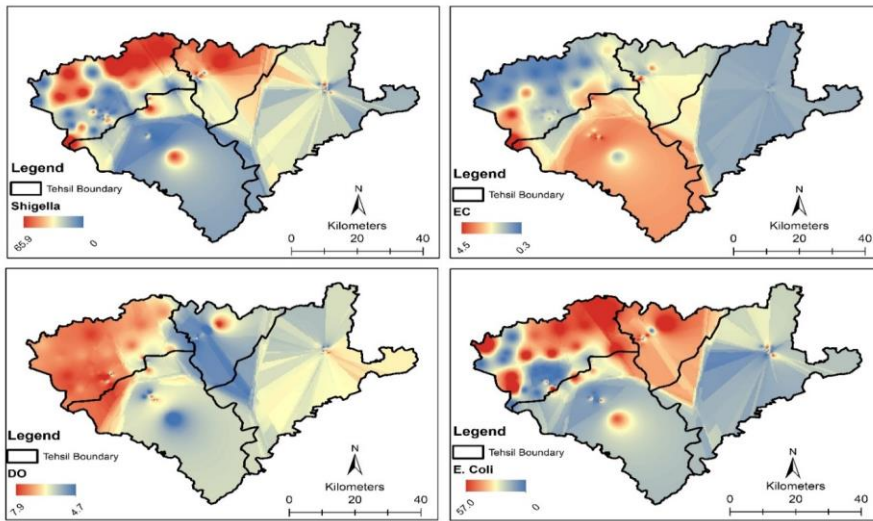 Legend
Tehsil Boundary
Shigella
65.9 0
N
Kilometers
0 20 40
Legend
Tehsil Boundary
EC
4.5 0.3
N
Kilometers
0 20 40
Legend
Tehsil Boundary
DO
7.9 4.7
N
Kilometers
0 20 40
Legend
Tehsil Boundary
E. Coli
57.0 0
N
Kilometers
0 20 40